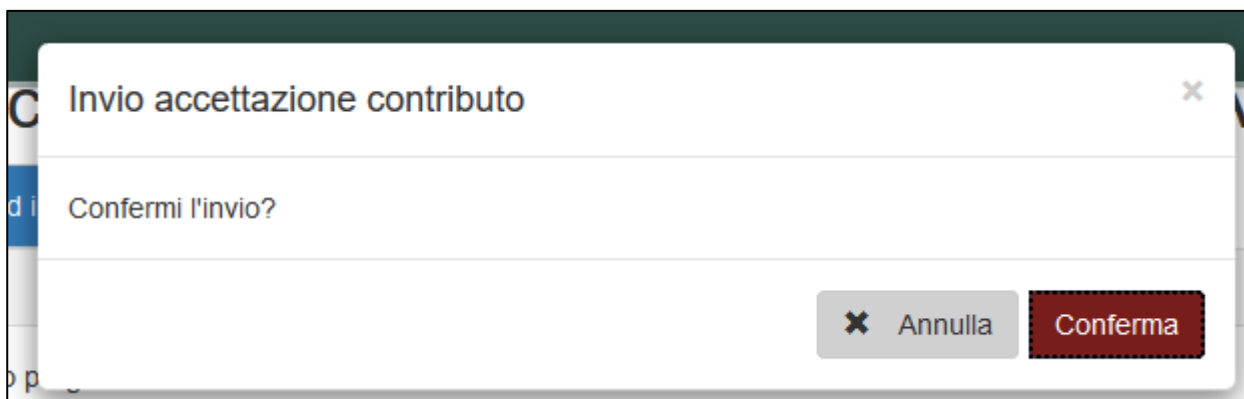 Invio accettazione contributo
×
Confermi l'invio?
✖ Annulla
Conferma